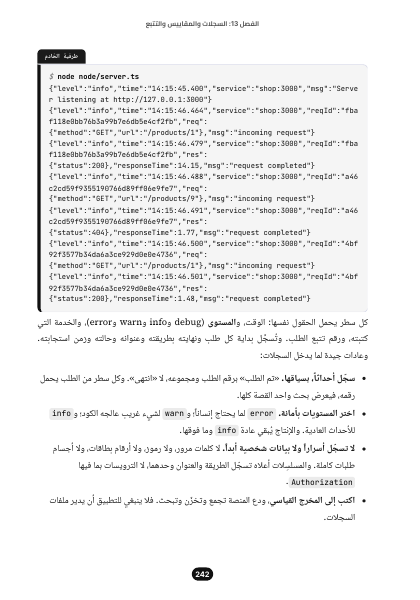 الفصل 13: السجلات والمقاييس والتتبع
طرفية الخادم
$ node node/server.ts
{"level":"info","time":"14:15:45.400","service":"shop:3000","msg":"Serve
r listening at http://127.0.0.1:3000"}
{"level":"info","time":"14:15:46.464","service":"shop:3000","reqId":"fba
f118e0bb76b3a99b7e6db5e4cf2fb","req":
{"method":"GET","url":"/products/1"},"msg":"incoming request"}
{"level":"info","time":"14:15:46.479","service":"shop:3000","reqId":"fba
f118e0bb76b3a99b7e6db5e4cf2fb","res":
{"status":200},"responseTime":14.15,"msg":"request completed"}
{"level":"info","time":"14:15:46.488","service":"shop:3000","reqId":"a46
c2cd59f9355190766d89ff06e9fe7","req":
{"method":"GET","url":"/products/9"},"msg":"incoming request"}
{"level":"info","time":"14:15:46.491","service":"shop:3000","reqId":"a46
c2cd59f9355190766d89ff06e9fe7","res":
{"status":404},"responseTime":1.77,"msg":"request completed"}
{"level":"info","time":"14:15:46.500","service":"shop:3000","reqId":"4bf
92f3577b34da6a3ce929d0e0e4736","req":
{"method":"GET","url":"/products/1"},"msg":"incoming request"}
{"level":"info","time":"14:15:46.501","service":"shop:3000","reqId":"4bf
92f3577b34da6a3ce929d0e0e4736","res":
{"status":200},"responseTime":1.48,"msg":"request completed"}
كل سطر يحمل الحقول نفسها: الوقت، والمستوى (debug وinfo وwarn وerror)، والخدمة التي
كتبته، ورقم تتبع الطلب. وتُسجَّل بداية كل طلب ونهايته بطريقته وعنوانه وحالته وزمن استجابته.
وعادات جيدة لما يدخل السجلات:
• سجّل أحداثاً، بسياقها. «تم الطلب» برقم الطلب ومجموعه، لا «انتهى». وكل سطر من الطلب يحمل
رقمه، فيعرض بحث واحد القصة كلها.
• اختر المستويات بأمانة. error لما يحتاج إنساناً؛ و warn لشيء غريب عالجه الكود؛ و info
للأحداث العادية. والإنتاج يُبقي عادة info وما فوقها.
• لا تسجّل أسراراً ولا بيانات شخصية أبداً. لا كلمات مرور، ولا رموز، ولا أرقام بطاقات، ولا أجسام
طلبات كاملة. والمسلسِلات أعلاه تسجّل الطريقة والعنوان وحدهما، لا الترويسات بما فيها
Authorization.
• اكتب إلى المخرج القياسي، ودع المنصة تجمع وتخزّن وتبحث. فلا ينبغي للتطبيق أن يدير ملفات
السجلات.
242